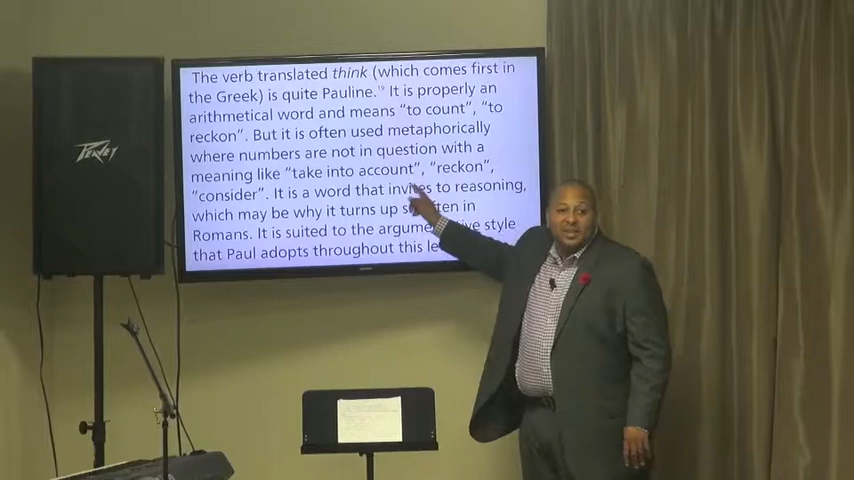 PEAVEY
The verb translated think (which comes first in
the Greek) is quite Pauline.¹⁹ It is properly an
arithmetical word and means “to count”, “to
reckon”. But it is often used metaphorically
where numbers are not in question with a
meaning like “take into account”, “reckon”,
“consider”. It is a word that invites to reasoning,
which may be why it turns up so often in
Romans. It is suited to the style
that Paul adopts throughout this